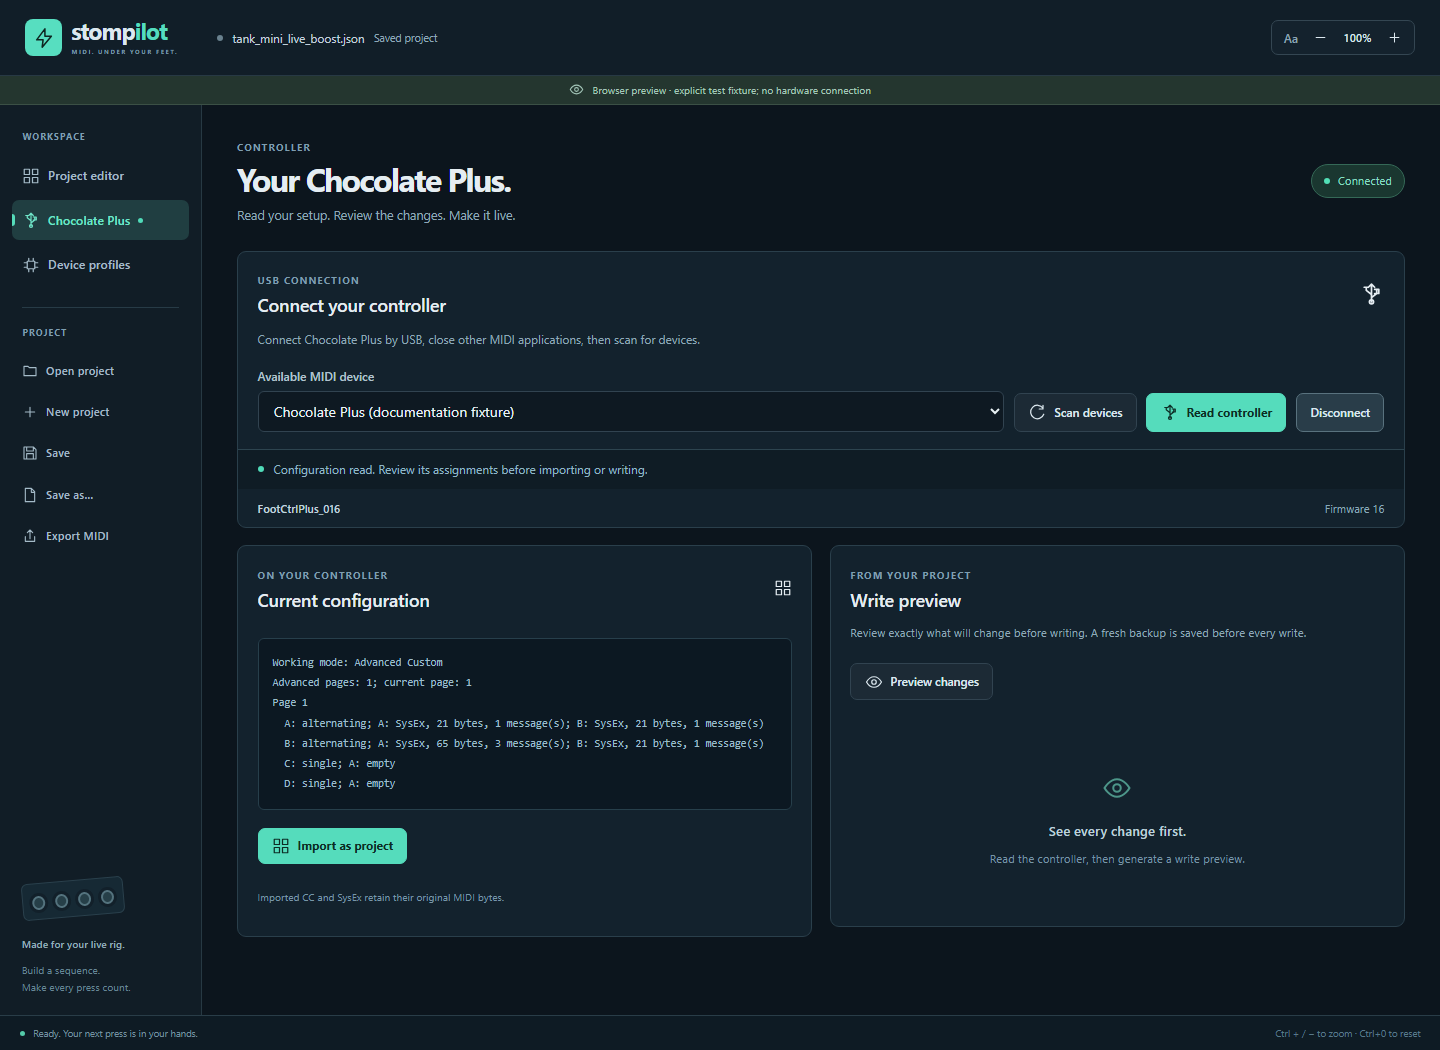 stompilot
MIDI. UNDER YOUR FEET.
tank_mini_live_boost.json Saved project
Aa − 100% +
Browser preview · explicit test fixture; no hardware connection
WORKSPACE
Project editor
Chocolate Plus
Device profiles
PROJECT
Open project
New project
Save
Save as...
Export MIDI
Made for your live rig.
Build a sequence.
Make every press count.
CONTROLLER
Your Chocolate Plus.
Read your setup. Review the changes. Make it live.
Connected
USB CONNECTION
Connect your controller
Connect Chocolate Plus by USB, close other MIDI applications, then scan for devices.
Available MIDI device
Chocolate Plus (documentation fixture)
Scan devices
Read controller
Disconnect
Configuration read. Review its assignments before importing or writing.
FootCtrlPlus_016
Firmware 16
ON YOUR CONTROLLER
Current configuration
Working mode: Advanced Custom
Advanced pages: 1; current page: 1
Page 1
A: alternating; A: SysEx, 21 bytes, 1 message(s); B: SysEx, 21 bytes, 1 message(s)
B: alternating; A: SysEx, 65 bytes, 3 message(s); B: SysEx, 21 bytes, 1 message(s)
C: single; A: empty
D: single; A: empty
Import as project
Imported CC and SysEx retain their original MIDI bytes.
FROM YOUR PROJECT
Write preview
Review exactly what will change before writing. A fresh backup is saved before every write.
Preview changes
See every change first.
Read the controller, then generate a write preview.
Ready. Your next press is in your hands.
Ctrl + / − to zoom · Ctrl+0 to reset